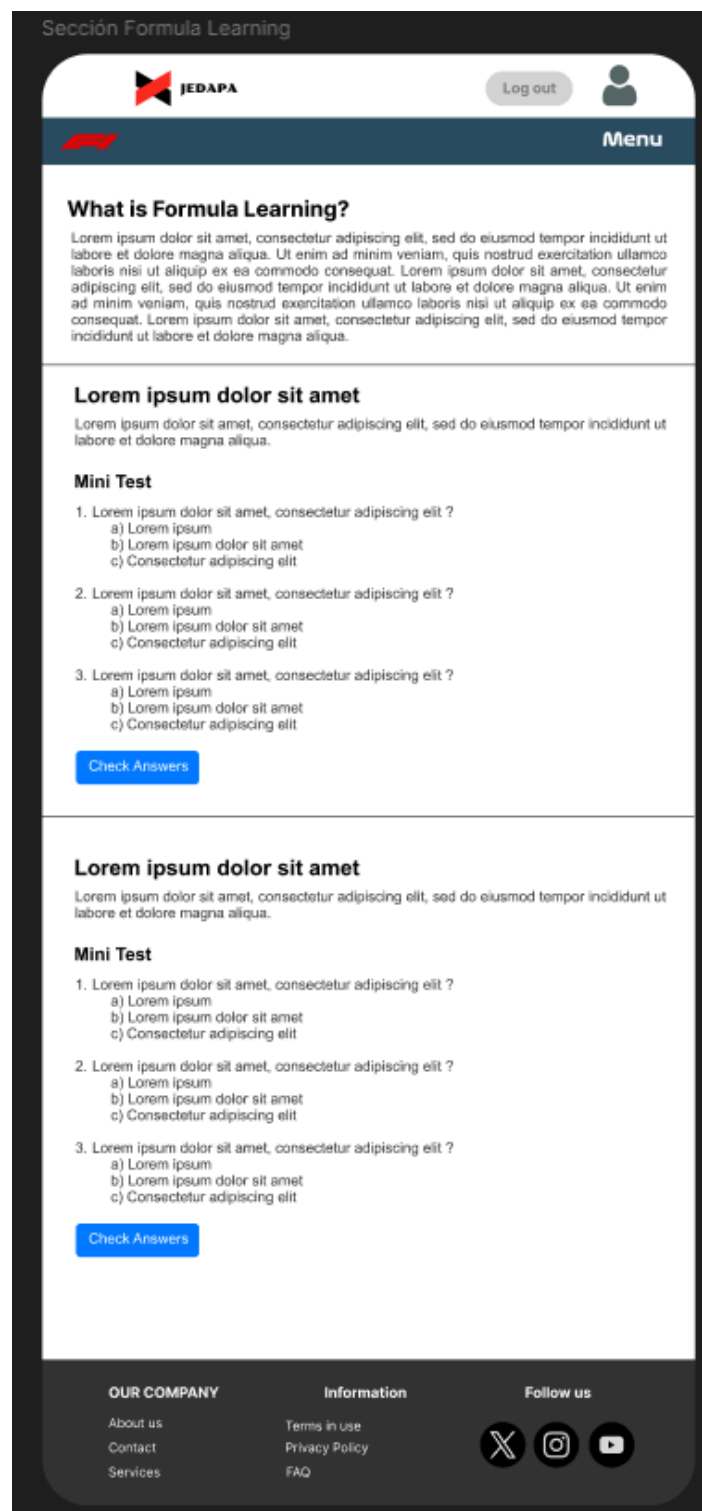 Sección Formula Learning
JEDAPA
Log out
Menu
What is Formula Learning?
Lorem ipsum dolor sit amet, consectetur adipiscing elit, sed do eiusmod tempor incididunt ut
labore et dolore magna aliqua. Ut enim ad minim veniam, quis nostrud exercitation ullamco
laboris nisi ut aliquip ex ea commodo consequat. Lorem ipsum dolor sit amet, consectetur
adipiscing elit, sed do eiusmod tempor incididunt ut labore et dolore magna aliqua. Ut enim
ad minim veniam, quis nostrud exercitation ullamco laboris nisi ut aliquip ex ea commodo
consequat. Lorem ipsum dolor sit amet, consectetur adipiscing elit, sed do eiusmod tempor
incididunt ut labore et dolore magna aliqua.
Lorem ipsum dolor sit amet
Lorem ipsum dolor sit amet, consectetur adipiscing elit, sed do eiusmod tempor incididunt ut
labore et dolore magna aliqua.
Mini Test
1. Lorem ipsum dolor sit amet, consectetur adipiscing elit ?
a) Lorem ipsum
b) Lorem ipsum dolor sit amet
c) Consectetur adipiscing elit
2. Lorem ipsum dolor sit amet, consectetur adipiscing elit ?
a) Lorem ipsum
b) Lorem ipsum dolor sit amet
c) Consectetur adipiscing elit
3. Lorem ipsum dolor sit amet, consectetur adipiscing elit ?
a) Lorem ipsum
b) Lorem ipsum dolor sit amet
c) Consectetur adipiscing elit
Check Answers
Lorem ipsum dolor sit amet
Lorem ipsum dolor sit amet, consectetur adipiscing elit, sed do eiusmod tempor incididunt ut
labore et dolore magna aliqua.
Mini Test
1. Lorem ipsum dolor sit amet, consectetur adipiscing elit ?
a) Lorem ipsum
b) Lorem ipsum dolor sit amet
c) Consectetur adipiscing elit
2. Lorem ipsum dolor sit amet, consectetur adipiscing elit ?
a) Lorem ipsum
b) Lorem ipsum dolor sit amet
c) Consectetur adipiscing elit
3. Lorem ipsum dolor sit amet, consectetur adipiscing elit ?
a) Lorem ipsum
b) Lorem ipsum dolor sit amet
c) Consectetur adipiscing elit
Check Answers
OUR COMPANY
About us
Contact
Services
Information
Terms in use
Privacy Policy
FAQ
Follow us